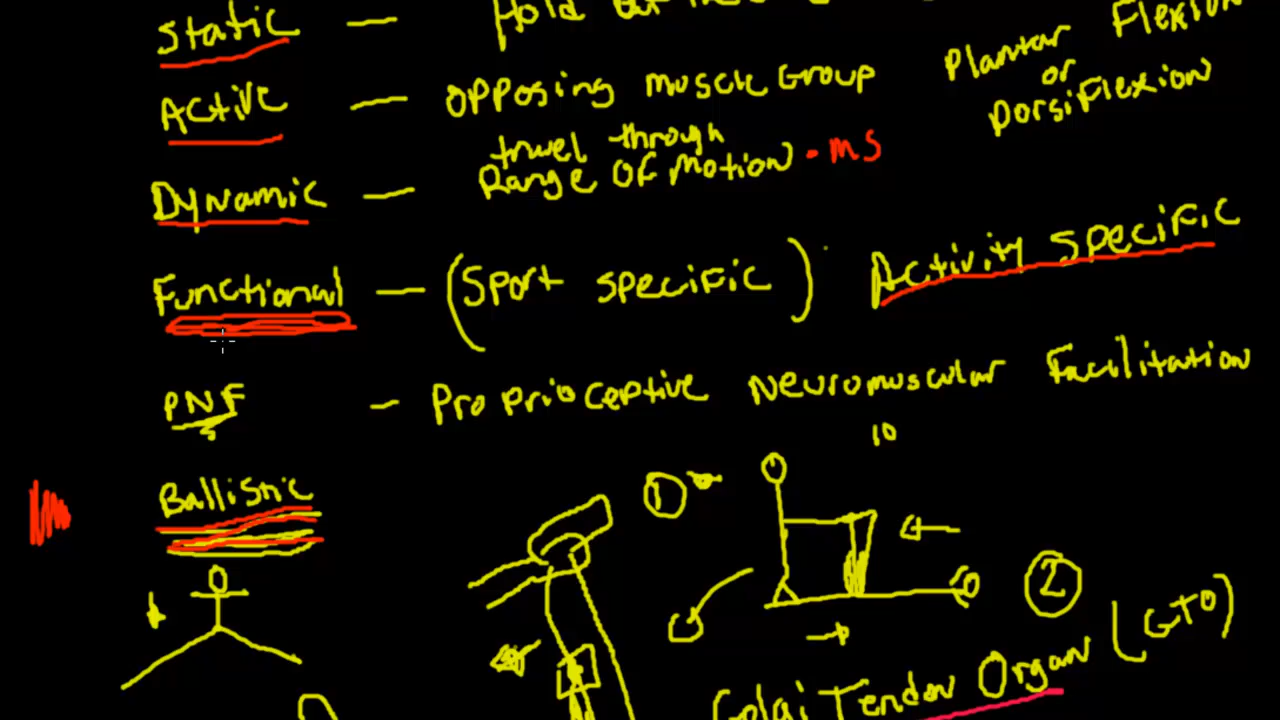 Static — Hold
Active — Opposing muscle Group
Plantar Flexion
or
Dorsiflexion
travel through
Dynamic — Range Of Motion • MS
Functional — (Sport specific) Activity Specific
PNF - Proprioceptive Neuromuscular Facilitation
s
10
Ballistic
1
2
(GTO)
Golgi Tendon Organ